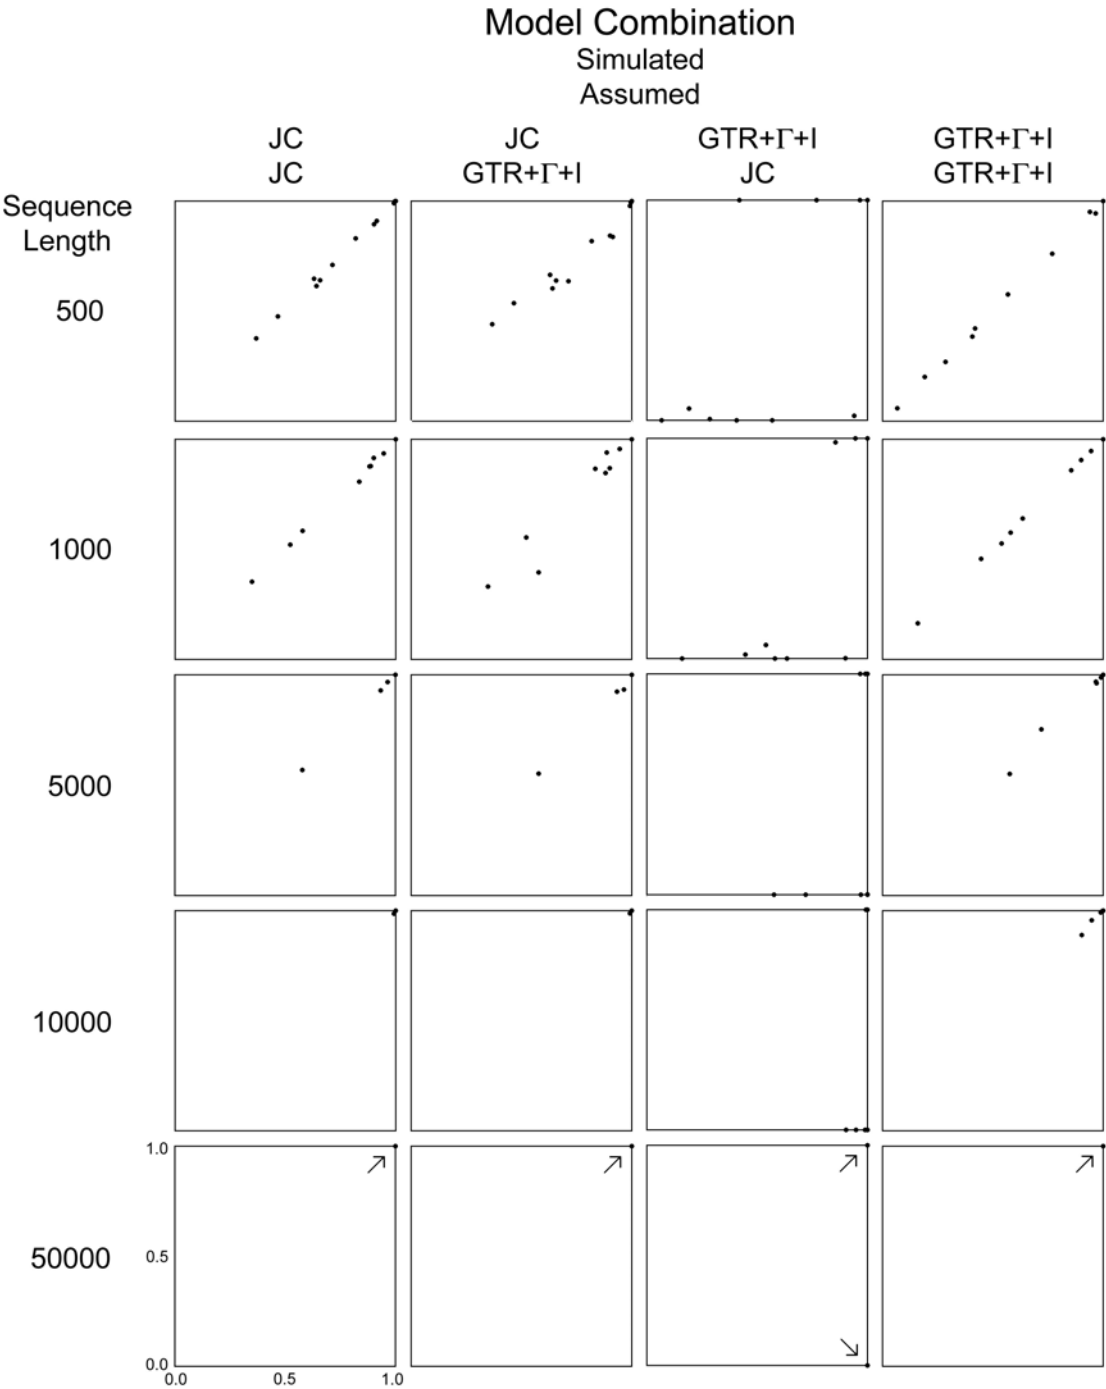 Model Combination
Simulated
Assumed
JC JC GTR+Γ+I GTR+Γ+I
JC GTR+Γ+I JC GTR+Γ+I
Sequence
Length
500
1000
5000
10000
1.0
50000 0.5
0.0
0.0 0.5 1.0